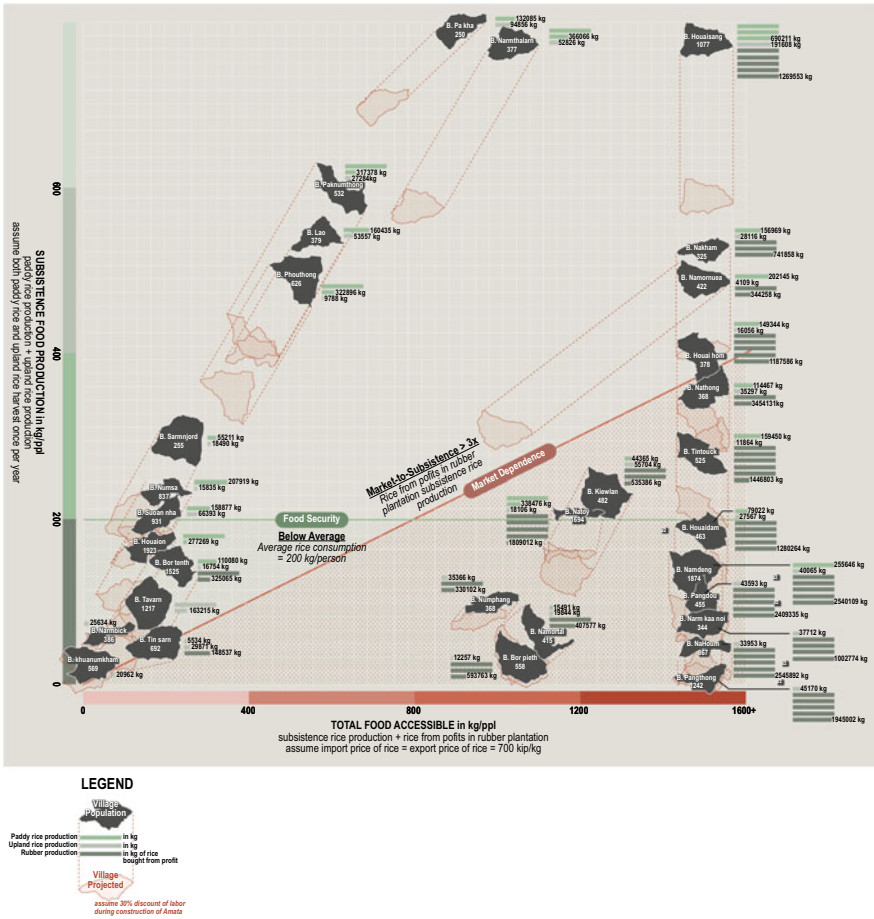 B. Pa kha
250
132085 kg
94856 kg
B. Narmthalam
377
366066 kg
52826 kg
B. Houaisang
1077
690211 kg
191608 kg
1269553 kg
B. Paknumthong
532
317378 kg
27284kg
B. Lao
379
160435 kg
53557 kg
B. Phouthong
626
322896 kg
9788 kg
B. Nakham
325
156969 kg
28116 kg
741858 kg
B. Namornuea
422
202145 kg
4109 kg
344258 kg
B. Houai hom
378
149344 kg
16056 kg
1187586 kg
B. Nathong
368
114467 kg
35297 kg
3454131kg
B. Sarmnjord
255
55211 kg
18490 kg
B. Tintouck
525
159450 kg
11864 kg
1446803 kg
B. Numsa
837
207919 kg
15835 kg
B. Suoan nha
931
158877 kg
66393 kg
B. Houaion
1923
277269 kg
B. Bor tenth
1525
110080 kg
16754 kg
325065 kg
B. Tavarn
1217
163215 kg
25634 kg
B. Narmbick
386
B. Tin sarn
692
5534 kg
29871 kg
148537 kg
B. khuanumkham
569
20962 kg
B. Kiewlan
482
44365 kg
55704 kg
535386 kg
B. Natoy
694
338476 kg
18106 kg
1809012 kg
B. Numphang
368
35366 kg
330102 kg
B. Namortai
415
15491 kg
19844 kg
407577 kg
B. Bor pieth
558
12257 kg
593763 kg
B. Houaidam
463
79022 kg
27567 kg
1280264 kg
B. Namdeng
1874
255646 kg
40065 kg
2540109 kg
B. Pangdou
455
43593 kg
2409335 kg
B. Narm kaa noi
344
37712 kg
1002774 kg
B. NaHoum
867
33953 kg
2545892 kg
B. Pangthong
242
45170 kg
1945002 kg
Market-to-Subsistence > 3x
Rice from pofits in rubber
plantation subsistence rice
production
Market Dependence
Food Security
Below Average
Average rice consumption
= 200 kg/person
SUBSISTENCE FOOD PRODUCTION in kg/ppl
paddy rice production + upland rice production
assume both paddy rice and upland rice harvest once per year
600
400
200
0
0
400
800
1200
1600+
TOTAL FOOD ACCESSIBLE in kg/ppl
subsistence rice production + rice from pofits in rubber plantation
assume import price of rice = export price of rice = 700 kip/kg
LEGEND
Village
Population
Paddy rice production in kg
Upland rice production in kg
Rubber production in kg of rice
bought from profit
Village
Projected
assume 30% discount of labor
during construction of Amata